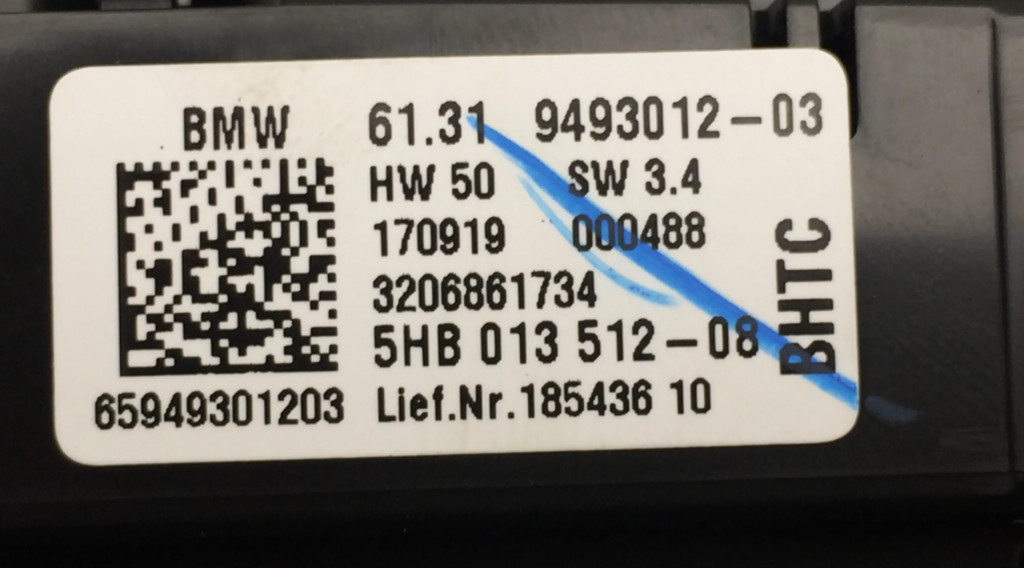 BMW 61.31 9493012-03
HW 50 SW 3.4
170919 000488
3206861734
5HB 013 512-08
65949301203 Lief.Nr.185436 10
BHTC